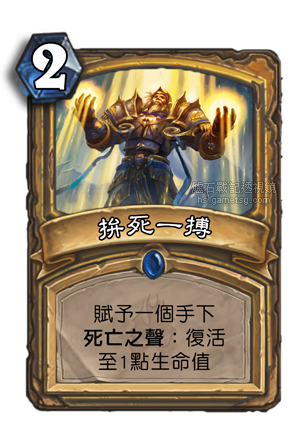 2
爐石戰記透視鏡
hs.gametsg.com/
拚死一搏
賦予一個手下
死亡之聲：復活
至1點生命值